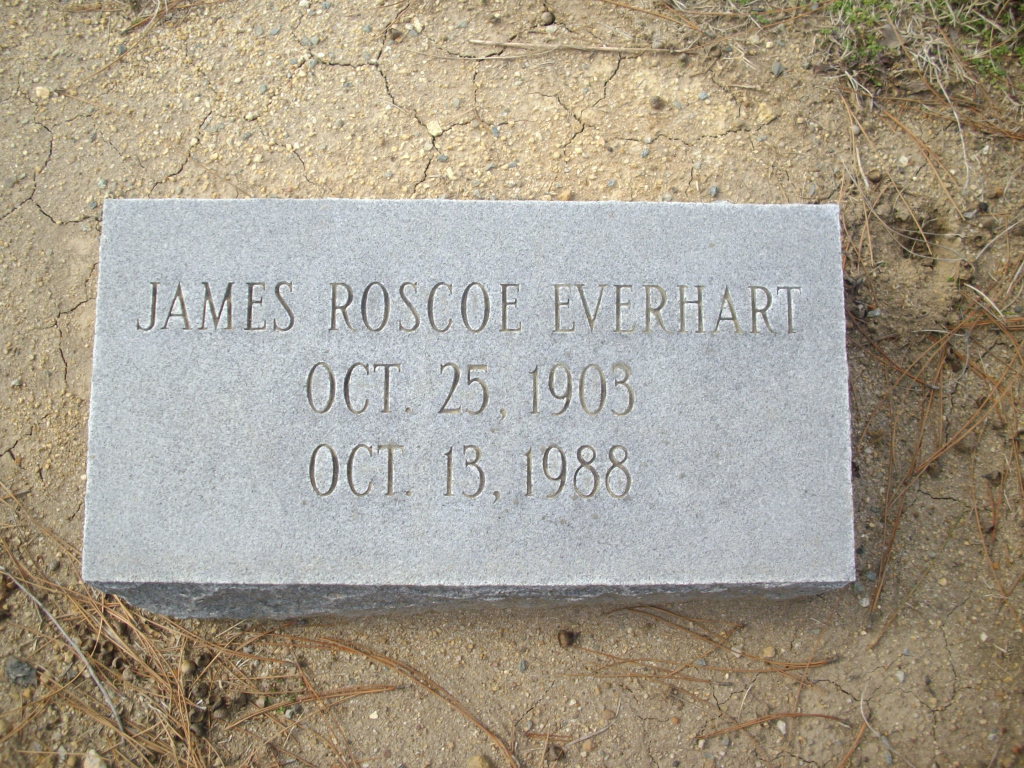 JAMES ROSCOE EVERHART
OCT. 25, 1903
OCT. 13, 1988